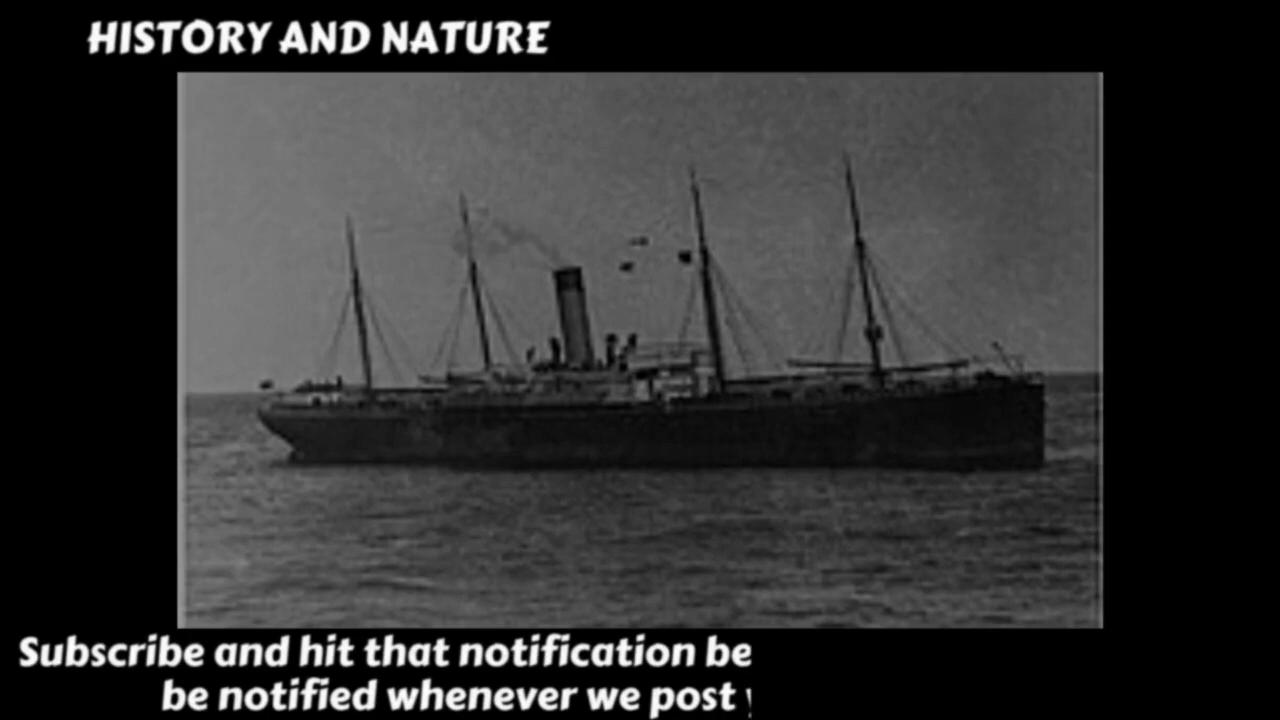 HISTORY AND NATURE
Subscribe and hit that notification be
be notified whenever we post